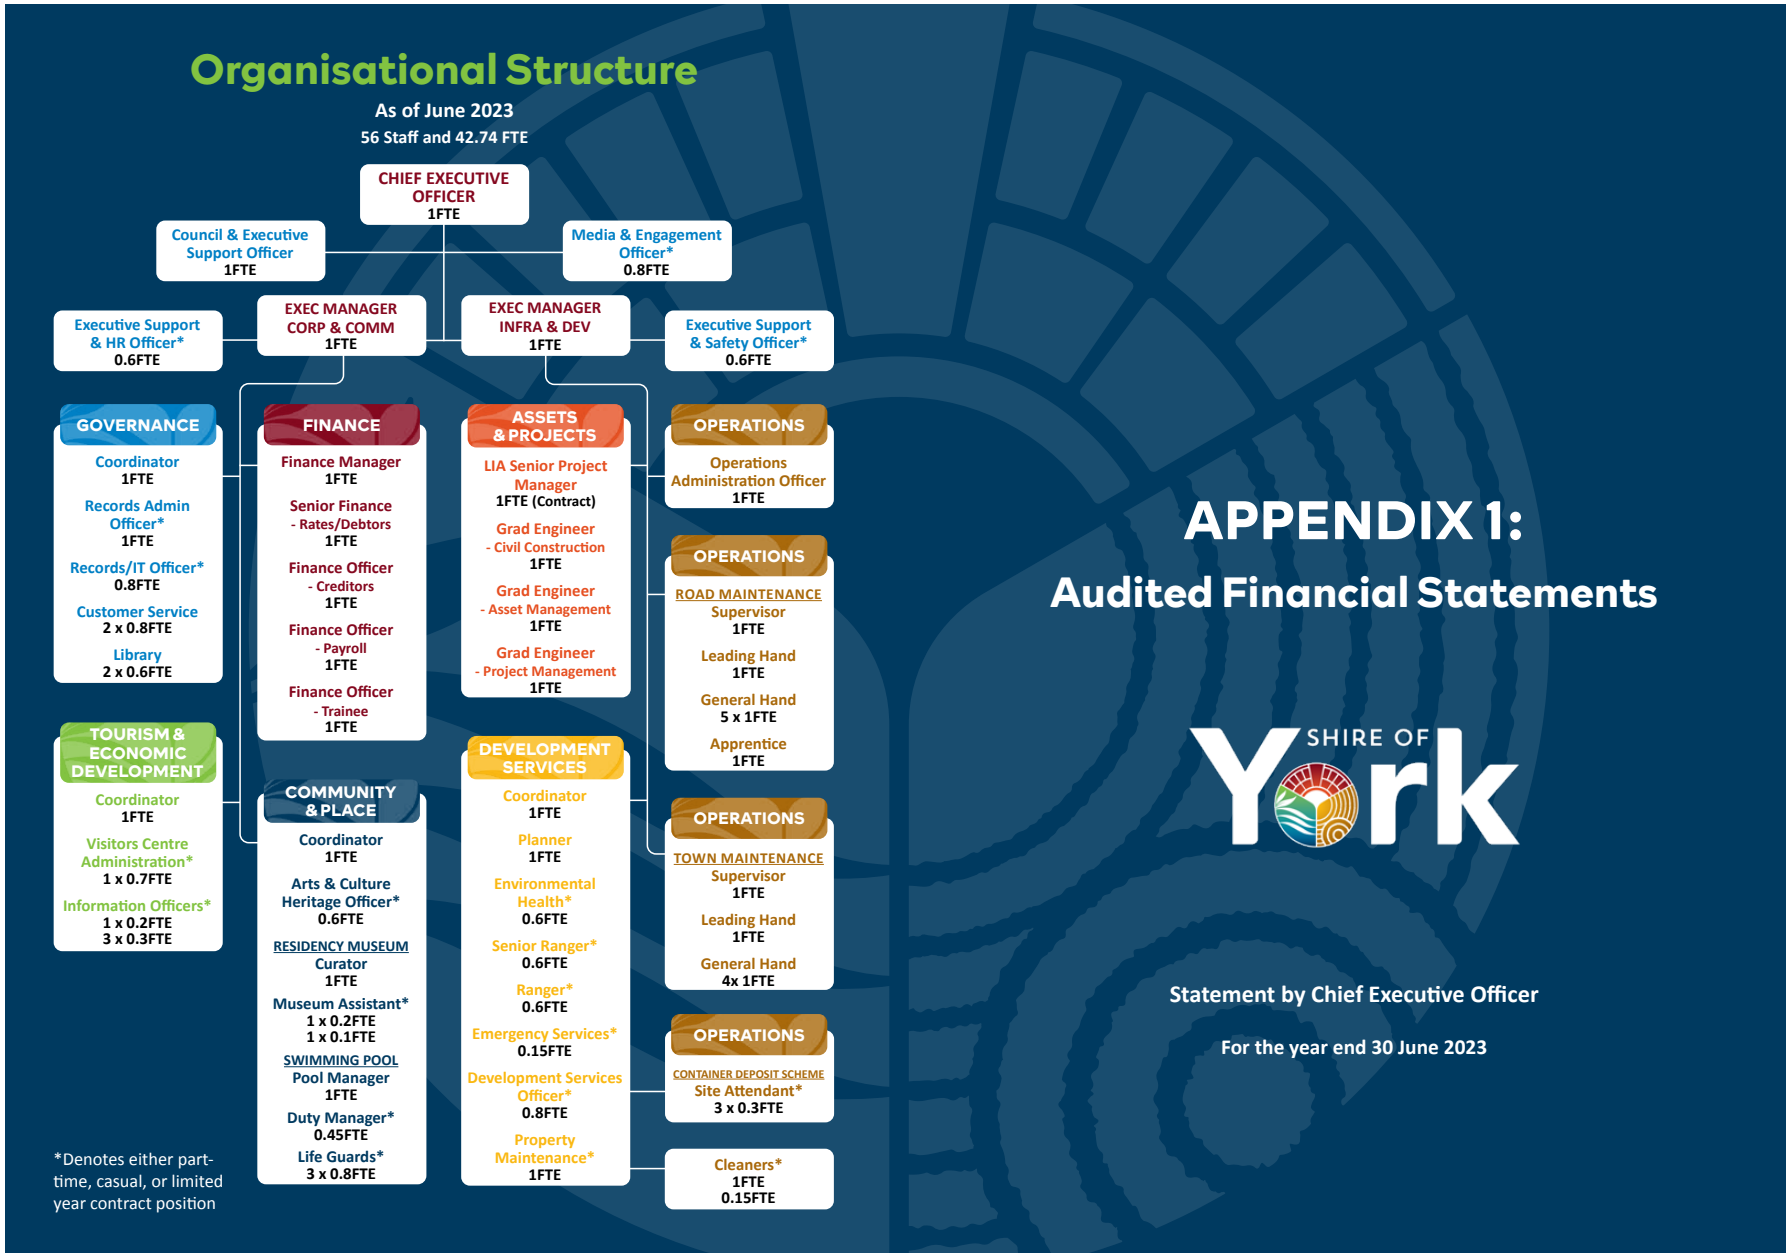 Organisational Structure
As of June 2023
56 Staff and 42.74 FTE
CHIEF EXECUTIVE
OFFICER
1FTE
Council & Executive
Support Officer
1FTE
Media & Engagement
Officer*
0.8FTE
Executive Support
& HR Officer*
0.6FTE
EXEC MANAGER
CORP & COMM
1FTE
EXEC MANAGER
INFRA & DEV
1FTE
Executive Support
& Safety Officer*
0.6FTE
GOVERNANCE
Coordinator
1FTE
Records Admin
Officer*
1FTE
Records/IT Officer*
0.8FTE
Customer Service
2 x 0.8FTE
Library
2 x 0.6FTE
TOURISM &
ECONOMIC
DEVELOPMENT
Coordinator
1FTE
Visitors Centre
Administration*
1 x 0.7FTE
Information Officers*
1 x 0.2FTE
3 x 0.3FTE
FINANCE
Finance Manager
1FTE
Senior Finance
- Rates/Debtors
1FTE
Finance Officer
- Creditors
1FTE
Finance Officer
- Payroll
1FTE
Finance Officer
- Trainee
1FTE
COMMUNITY
& PLACE
Coordinator
1FTE
Arts & Culture
Heritage Officer*
0.6FTE
RESIDENCY MUSEUM
Curator
1FTE
Museum Assistant*
1 x 0.2FTE
1 x 0.1FTE
SWIMMING POOL
Pool Manager
1FTE
Duty Manager*
0.45FTE
Life Guards*
3 x 0.8FTE
ASSETS
& PROJECTS
LIA Senior Project
Manager
1FTE (Contract)
Grad Engineer
- Civil Construction
1FTE
Grad Engineer
- Asset Management
1FTE
Grad Engineer
- Project Management
1FTE
DEVELOPMENT
SERVICES
Coordinator
1FTE
Planner
1FTE
Environmental
Health*
0.6FTE
Senior Ranger*
0.6FTE
Ranger*
0.6FTE
Emergency Services*
0.15FTE
Development Services
Officer*
0.8FTE
Property
Maintenance*
1FTE
OPERATIONS
Operations
Administration Officer
1FTE
OPERATIONS
ROAD MAINTENANCE
Supervisor
1FTE
Leading Hand
1FTE
General Hand
5 x 1FTE
Apprentice
1FTE
OPERATIONS
TOWN MAINTENANCE
Supervisor
1FTE
Leading Hand
1FTE
General Hand
4x 1FTE
OPERATIONS
CONTAINER DEPOSIT SCHEME
Site Attendant*
3 x 0.3FTE
Cleaners*
1FTE
0.15FTE
*Denotes either part-
time, casual, or limited
year contract position
APPENDIX 1:
Audited Financial Statements
SHIRE OF
York
Statement by Chief Executive Officer
For the year end 30 June 2023